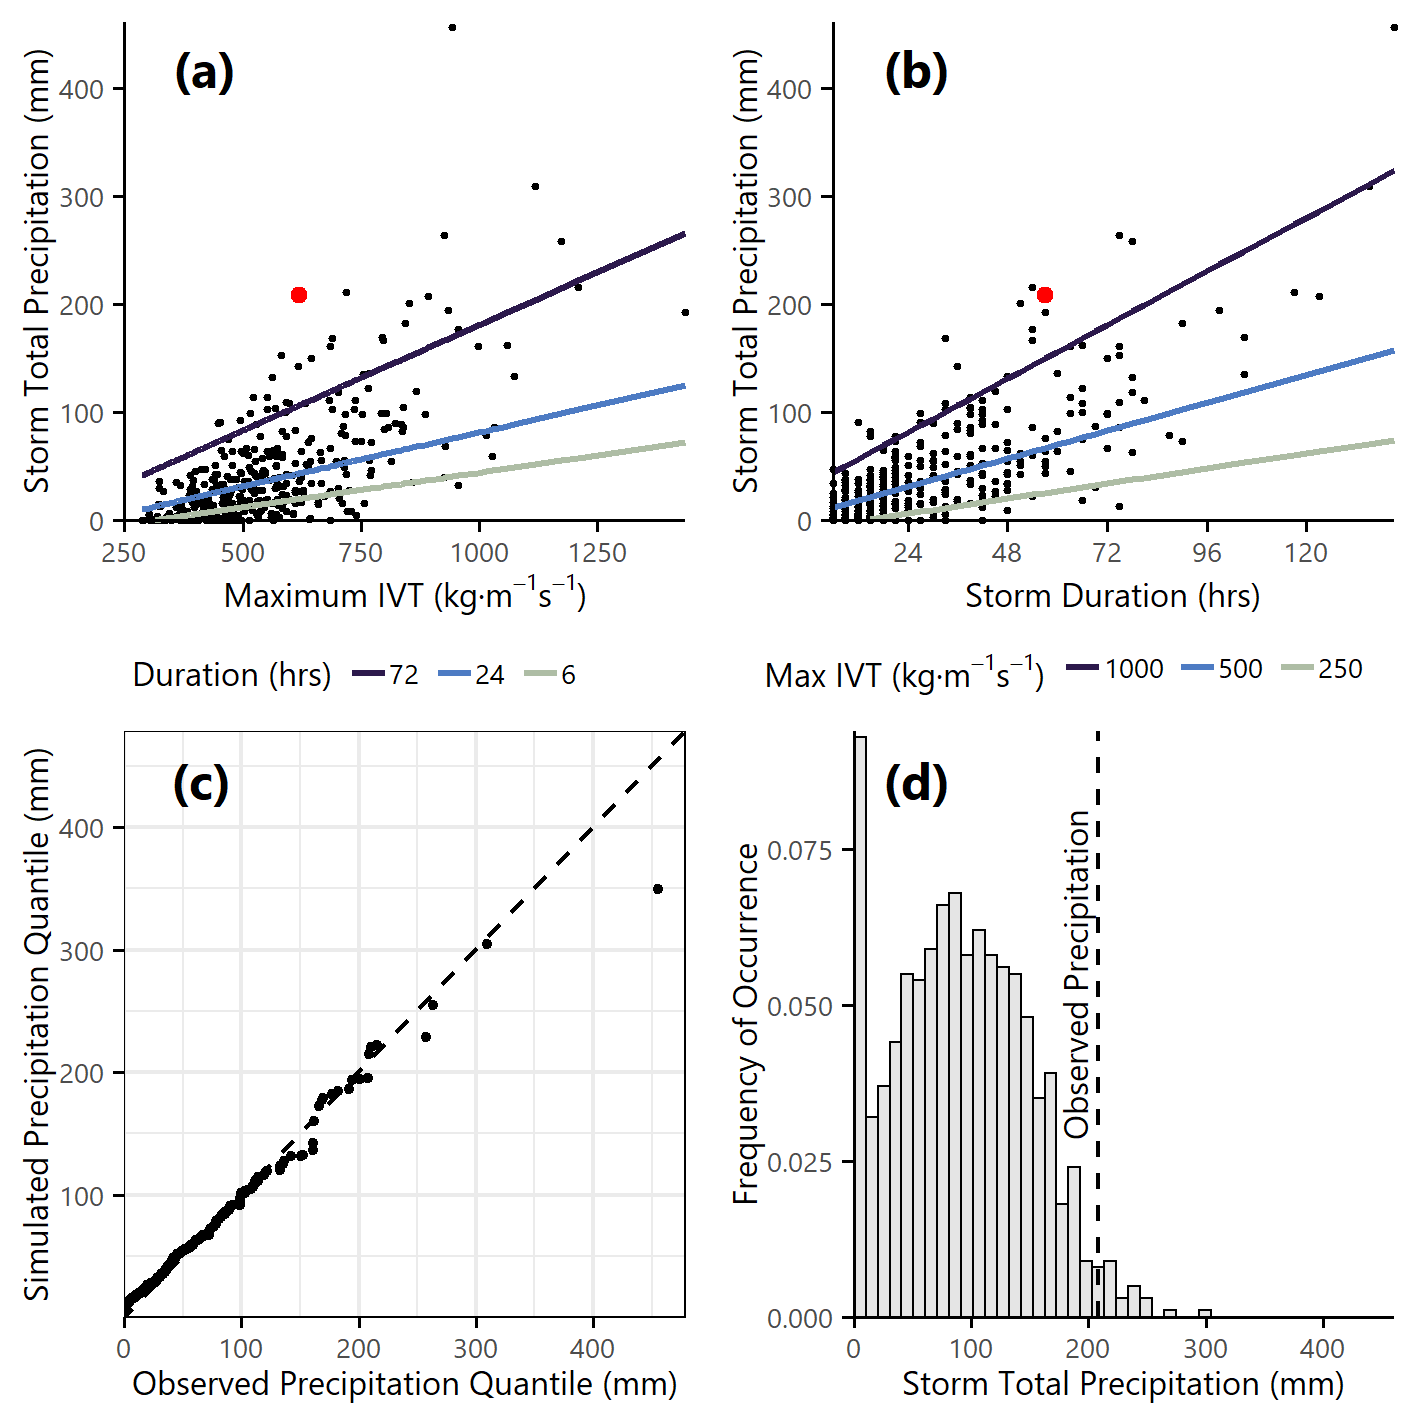 (a)
Storm Total Precipitation (mm)
400
300
200
100
0
250 500 750 1000 1250
Maximum IVT (kg·m⁻¹s⁻¹)
Duration (hrs) 72 24 6
(b)
Storm Total Precipitation (mm)
400
300
200
100
0
24 48 72 96 120
Storm Duration (hrs)
Max IVT (kg·m⁻¹s⁻¹) 1000 500 250
(c)
Simulated Precipitation Quantile (mm)
400
300
200
100
0 100 200 300 400
Observed Precipitation Quantile (mm)
(d)
Frequency of Occurrence
0.075
0.050
0.025
0.000
Observed Precipitation
0 100 200 300 400
Storm Total Precipitation (mm)